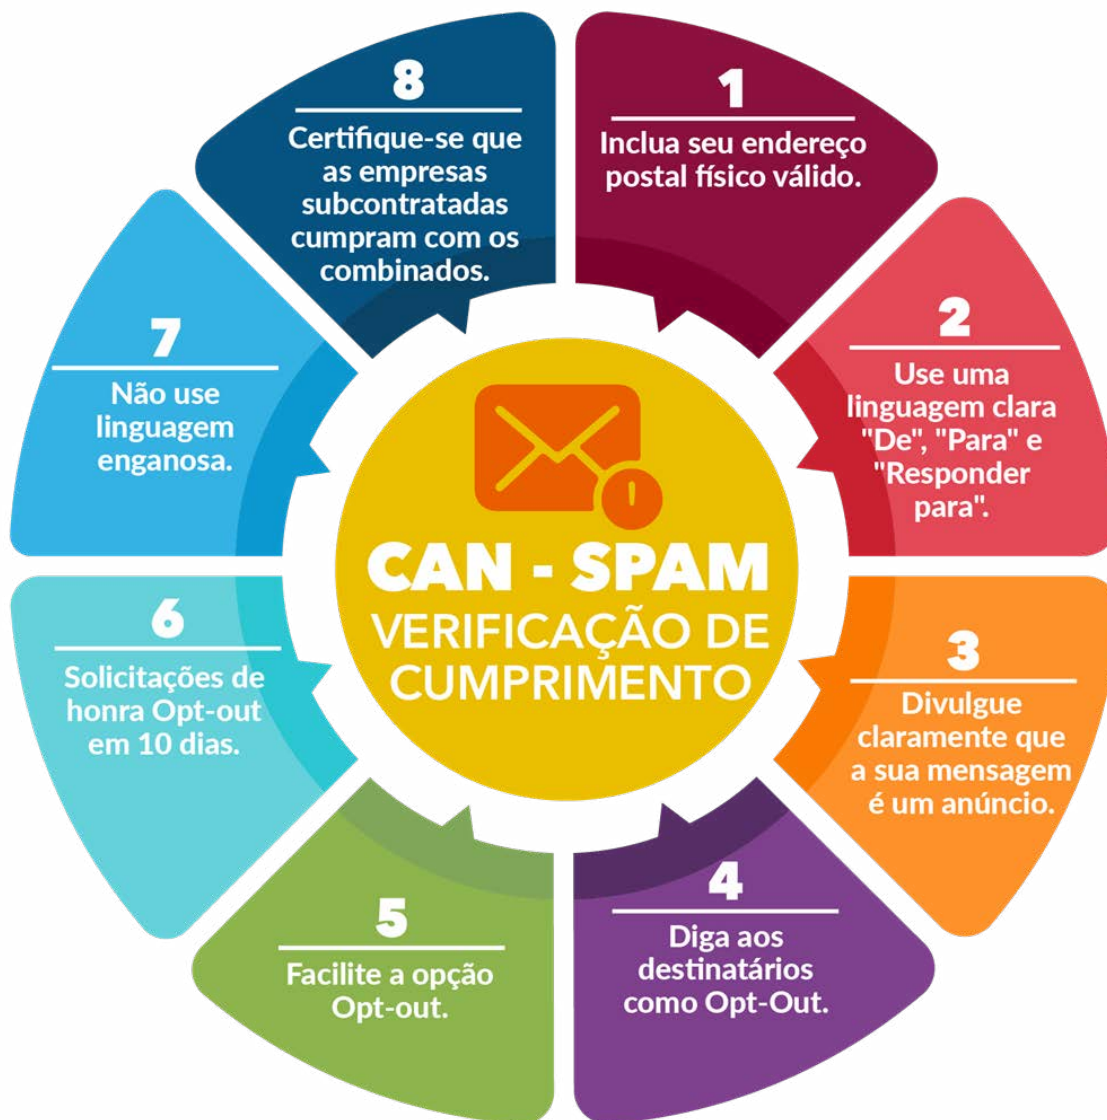 CAN - SPAM
VERIFICAÇÃO DE
CUMPRIMENTO
1
Inclua seu endereço
postal físico válido.
2
Use uma
linguagem clara
"De", "Para" e
"Responder
para".
3
Divulgue
claramente que
a sua mensagem
é um anúncio.
4
Diga aos
destinatários
como Opt-Out.
5
Facilite a opção
Opt-out.
6
Solicitações de
honra Opt-out
em 10 dias.
7
Não use
linguagem
enganosa.
8
Certifique-se que
as empresas
subcontratadas
cumpram com os
combinados.